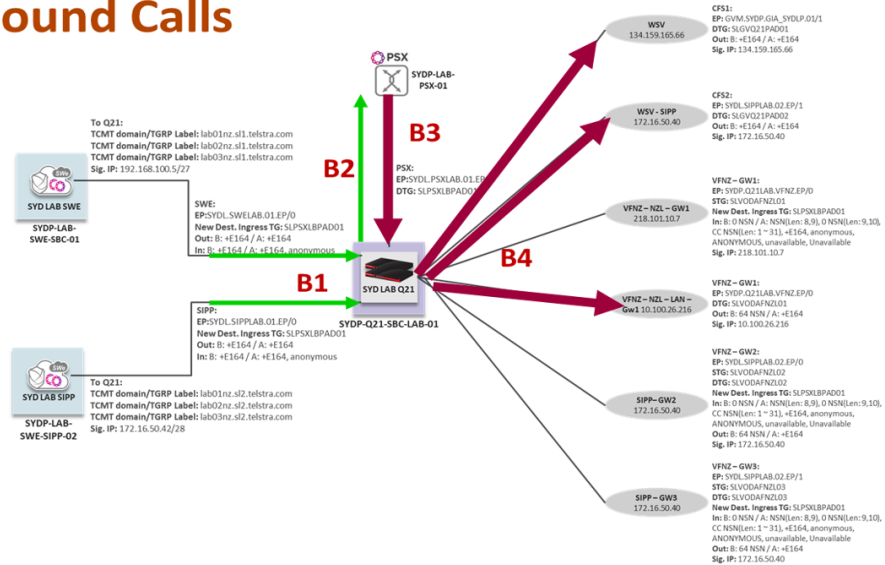 ound Calls
PSX
SYDP-LAB-
PSX-01
To Q21:
TCMT domain/TGRP Label: lab01nz.sl1.telstra.com
TCMT domain/TGRP Label: lab02nz.sl1.telstra.com
TCMT domain/TGRP Label: lab03nz.sl1.telstra.com
Sig. IP: 192.168.100.5/27
SWe
SYD LAB SWE
SYDP-LAB-
SWE-SBC-01
B2
B3
PSX:
EP:SYDL.PSXLAB.01.EP
DTG: SLPSXLBPAD01
SWE:
EP:SYDL.SWELAB.01.EP/0
New Dest. Ingress TG: SLPSXLBPAD01
Out: B: +E164 / A: +E164
In: B: +E164 / A: +E164, anonymous
B1
SYD LAB Q21
SYDP-Q21-SBC-LAB-01
SIPP:
EP:SYDL.SIPPLAB.01.EP/0
New Dest. Ingress TG: SLPSXLBPAD01
Out: B: +E164 / A: +E164
In: B: +E164 / A: +E164, anonymous
SWe
SYD LAB SIPP
SYDP-LAB-
SWE-SIPP-02
To Q21:
TCMT domain/TGRP Label: lab01nz.sl2.telstra.com
TCMT domain/TGRP Label: lab02nz.sl2.telstra.com
TCMT domain/TGRP Label: lab03nz.sl2.telstra.com
Sig. IP: 172.16.50.42/28
B4
WSV
134.159.165.66
CFS1:
EP: GVM.SYDP.GIA_SYDLP.01/1
DTG: SLGVQ21PAD01
Out: B: +E164 / A: +E164
Sig. IP: 134.159.165.66
WSV - SIPP
172.16.50.40
CFS2:
EP: SYDL.SIPPLAB.02.EP/1
DTG: SLGVQ21PAD02
Out: B: +E164 / A: +E164
Sig. IP: 172.16.50.40
VFNZ – NZL – GW1
218.101.10.7
VFNZ – GW1:
EP: SYDP.Q21LAB.VFNZ.EP/0
STG: SLVODAFNZL01
New Dest. Ingress TG: SLPSXLBPAD01
In: B: 0 NSN / A: NSN(Len: 8,9), 0 NSN(Len:9,10),
CC NSN(Len: 1 ~ 31), +E164, anonymous,
ANONYMOUS, unavailable, Unavailable
Sig. IP: 218.101.10.7
VFNZ – NZL – LAN –
Gw1 10.100.26.216
VFNZ – GW1:
EP: SYDP.Q21LAB.VFNZ.EP/0
DTG: SLVODAFNZL01
Out: B: 64 NSN / A: +E164
Sig. IP: 10.100.26.216
SIPP– GW2
172.16.50.40
VFNZ – GW2:
EP: SYDL.SIPPLAB.02.EP/0
STG: SLVODAFNZL02
DTG: SLVODAFNZL02
New Dest. Ingress TG: SLPSXLBPAD01
In: B: 0 NSN / A: NSN(Len: 8,9), 0 NSN(Len:9,10),
CC NSN(Len: 1 ~ 31), +E164, anonymous,
ANONYMOUS, unavailable, Unavailable
Out: B: 64 NSN / A: +E164
Sig. IP: 172.16.50.40
SIPP – GW3
172.16.50.40
VFNZ – GW3:
EP: SYDL.SIPPLAB.02.EP/1
STG: SLVODAFNZL03
DTG: SLVODAFNZL03
New Dest. Ingress TG: SLPSXLBPAD01
In: B: 0 NSN / A: NSN(Len: 8,9), 0 NSN(Len:9,10),
CC NSN(Len: 1 ~ 31), +E164, anonymous,
ANONYMOUS, unavailable, Unavailable
Out: B: 64 NSN / A: +E164
Sig. IP: 172.16.50.40